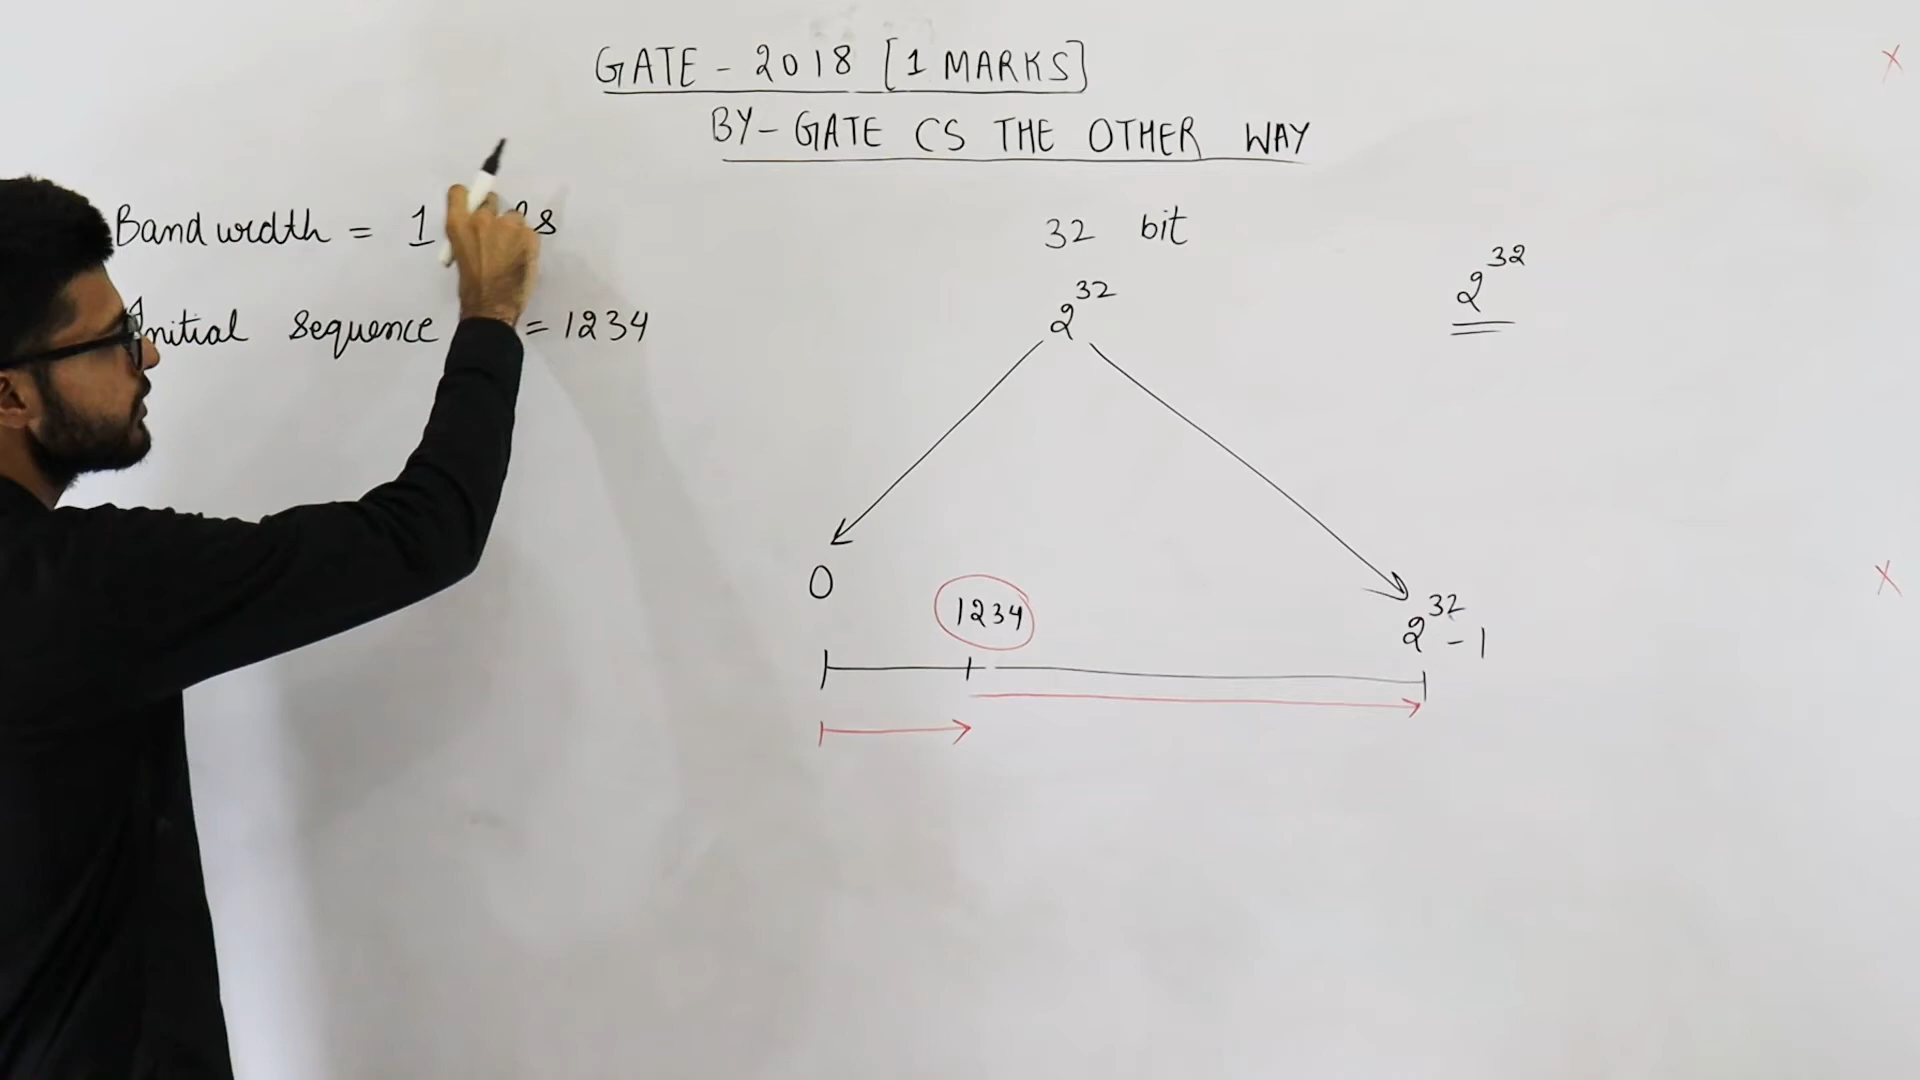 GATE - 2018 [1 MARKS]
BY - GATE CS THE OTHER WAY
Bandwidth = 1
Initial sequence = 1234
32 bit
2^32
2^32
0
1234
2^32 - 1
X
X